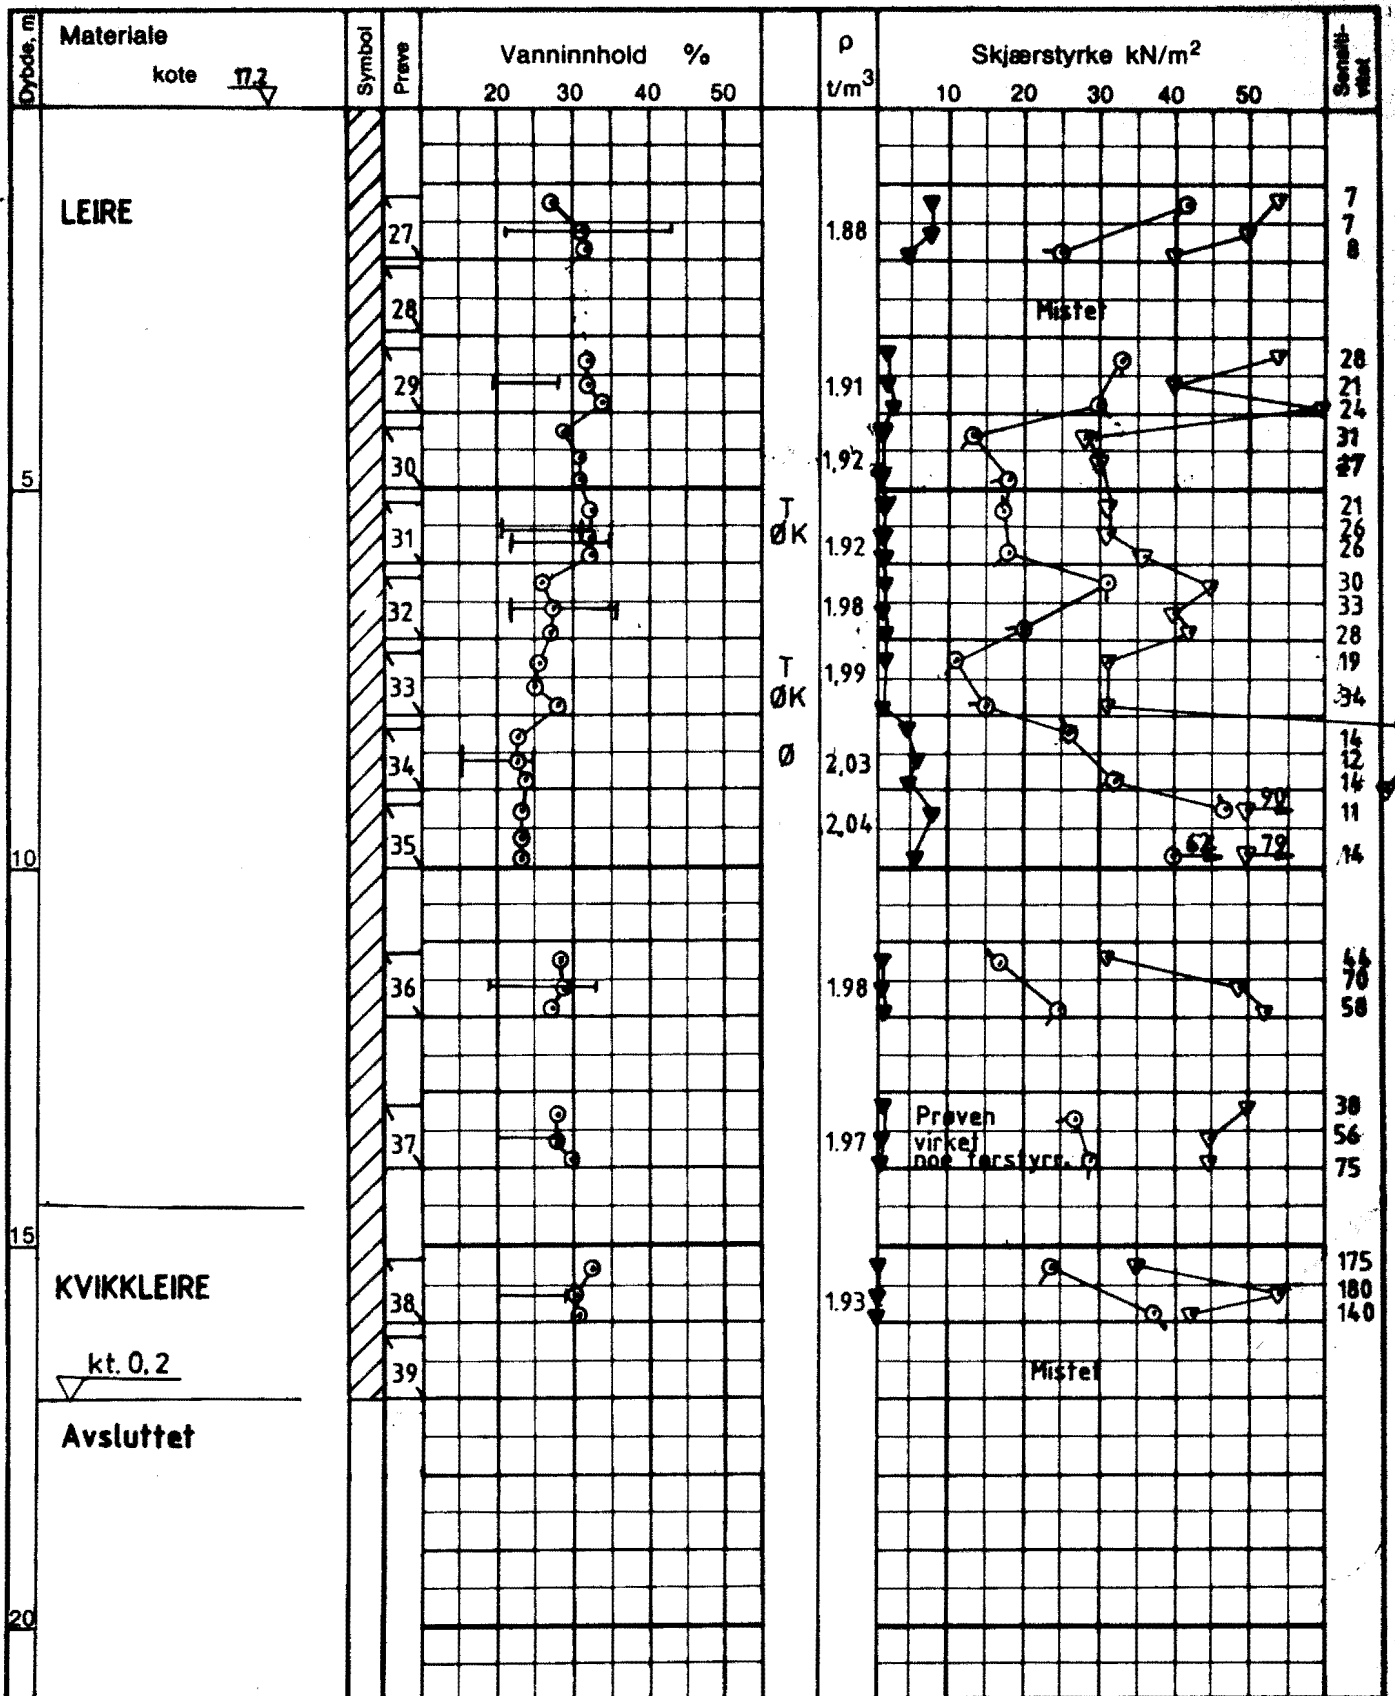 Dybde, m
Materiale
kote 17.2
Symbol
Prøve
Vanninnhold %
20 30 40 50
ρ
t/m³
Skjærstyrke kN/m²
10 20 30 40 50
Sensiti-
vitet
LEIRE
27
1.88
7
7
8
28
Mistet
29
1.91
28
21
24
30
1,92
31
27
5
31
T
ØK
1.92
21
26
26
32
1.98
30
33
28
33
T
ØK
1,99
19
34
34
Ø
2,03
14
12
14
35
2,04
90
11
10
62 79
14
36
1.98
44
70
58
37
1.97
Prøven
virket
noe forstyrr.
38
56
75
15
KVIKKLEIRE
38
1.93
175
180
140
kt. 0,2
39
Mistet
Avsluttet
20